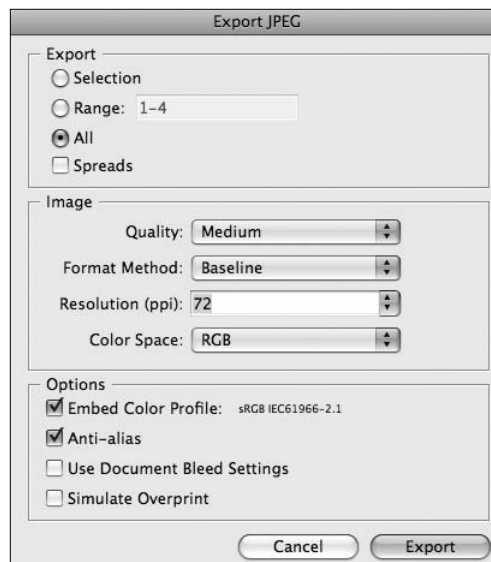 Export JPEG
Export
Selection
Range: 1-4
All
Spreads
Image
Quality: Medium
Format Method: Baseline
Resolution (ppi): 72
Color Space: RGB
Options
Embed Color Profile: sRGB IEC61966-2.1
Anti-alias
Use Document Bleed Settings
Simulate Overprint
Cancel Export